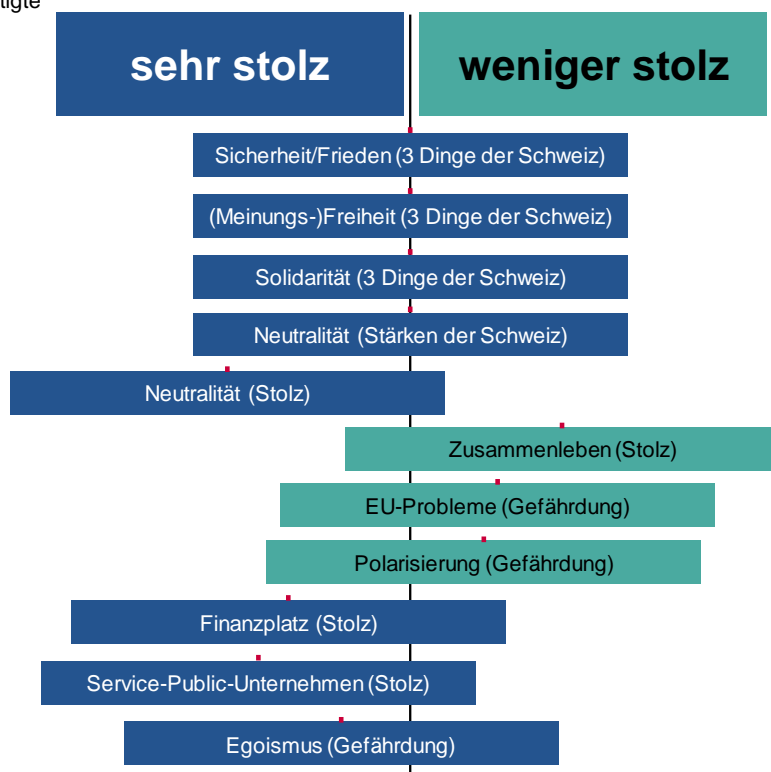 tigte
sehr stolz
weniger stolz
Sicherheit/Frieden (3 Dinge der Schweiz)
(Meinungs-)Freiheit (3 Dinge der Schweiz)
Solidarität (3 Dinge der Schweiz)
Neutralität (Stärken der Schweiz)
Neutralität (Stolz)
Zusammenleben (Stolz)
EU-Probleme (Gefährdung)
Polarisierung (Gefährdung)
Finanzplatz (Stolz)
Service-Public-Unternehmen (Stolz)
Egoismus (Gefährdung)